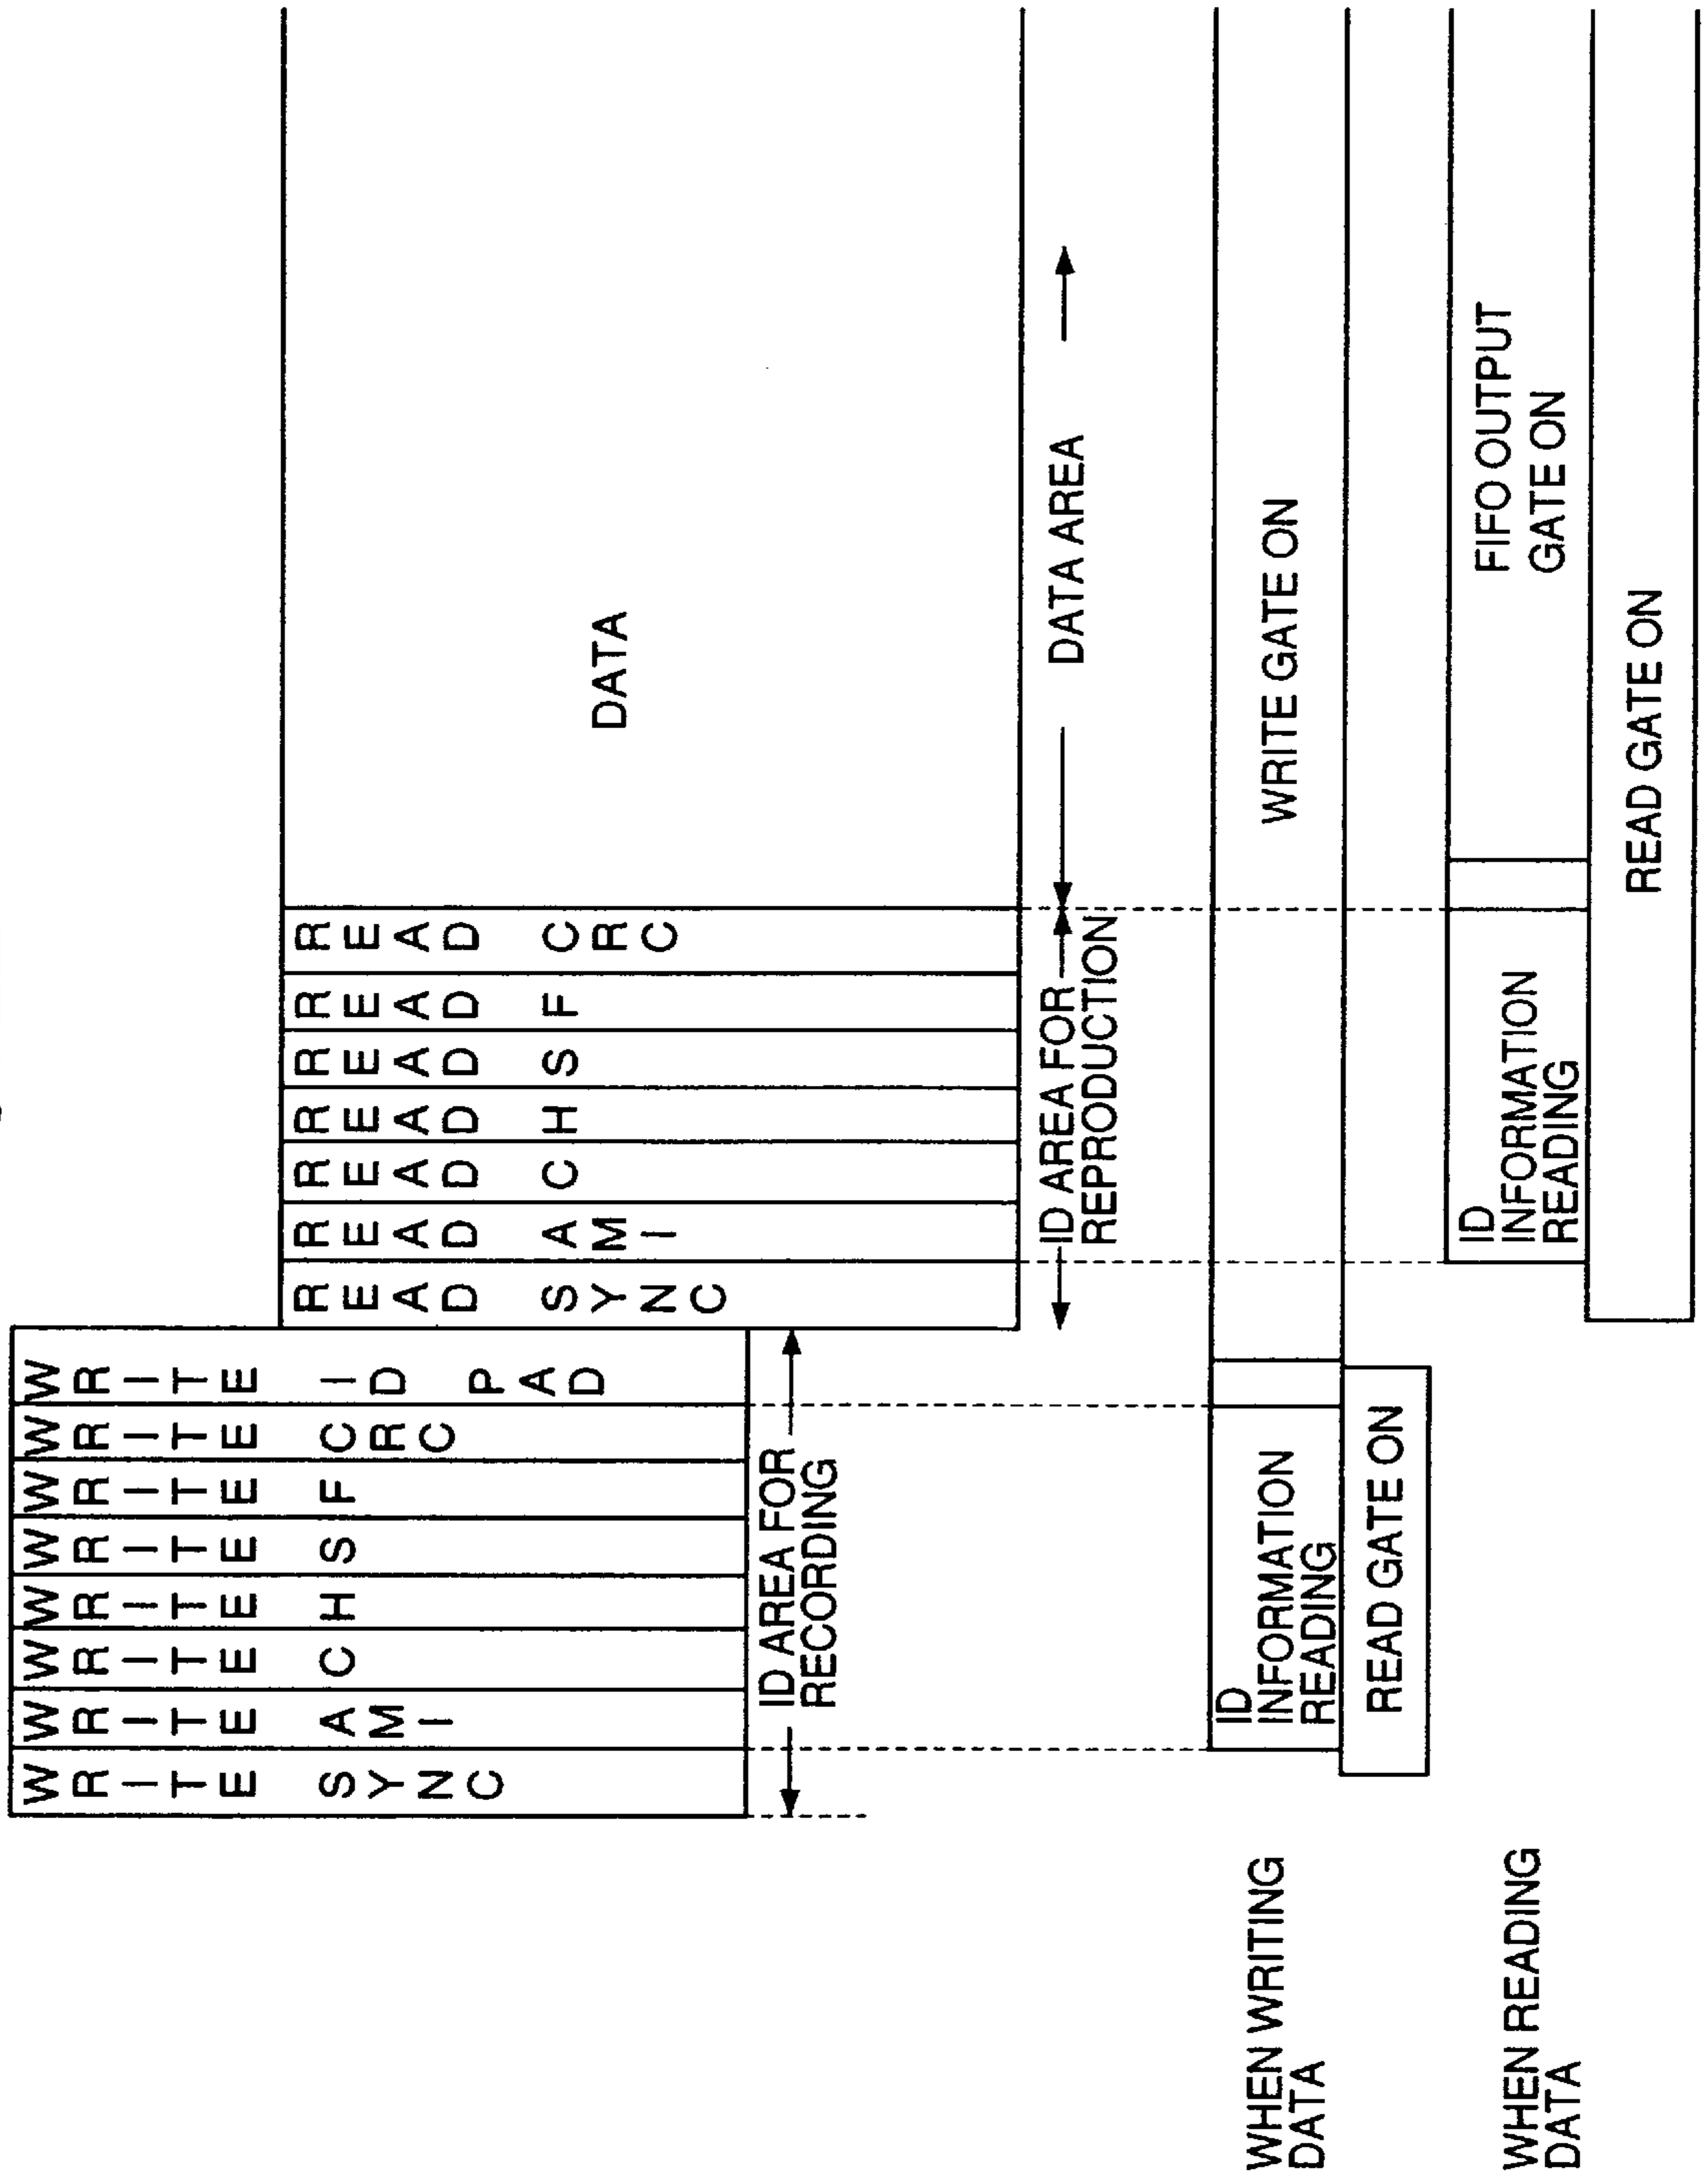 WRITE SYNC
WRITE AMI
WRITE C
WRITE H
WRITE S
WRITE F
WRITE CRC
WRITE ID PAD
READ SYNC
READ AMI
READ C
READ H
READ S
READ F
READ CRC
DATA
ID AREA FOR
RECORDING
ID AREA FOR
REPRODUCTION
DATA AREA
WHEN WRITING
DATA
ID
INFORMATION
READING
WRITE GATE ON
READ GATE ON
WHEN READING
DATA
ID
INFORMATION
READING
FIFO OUTPUT
GATE ON
READ GATE ON